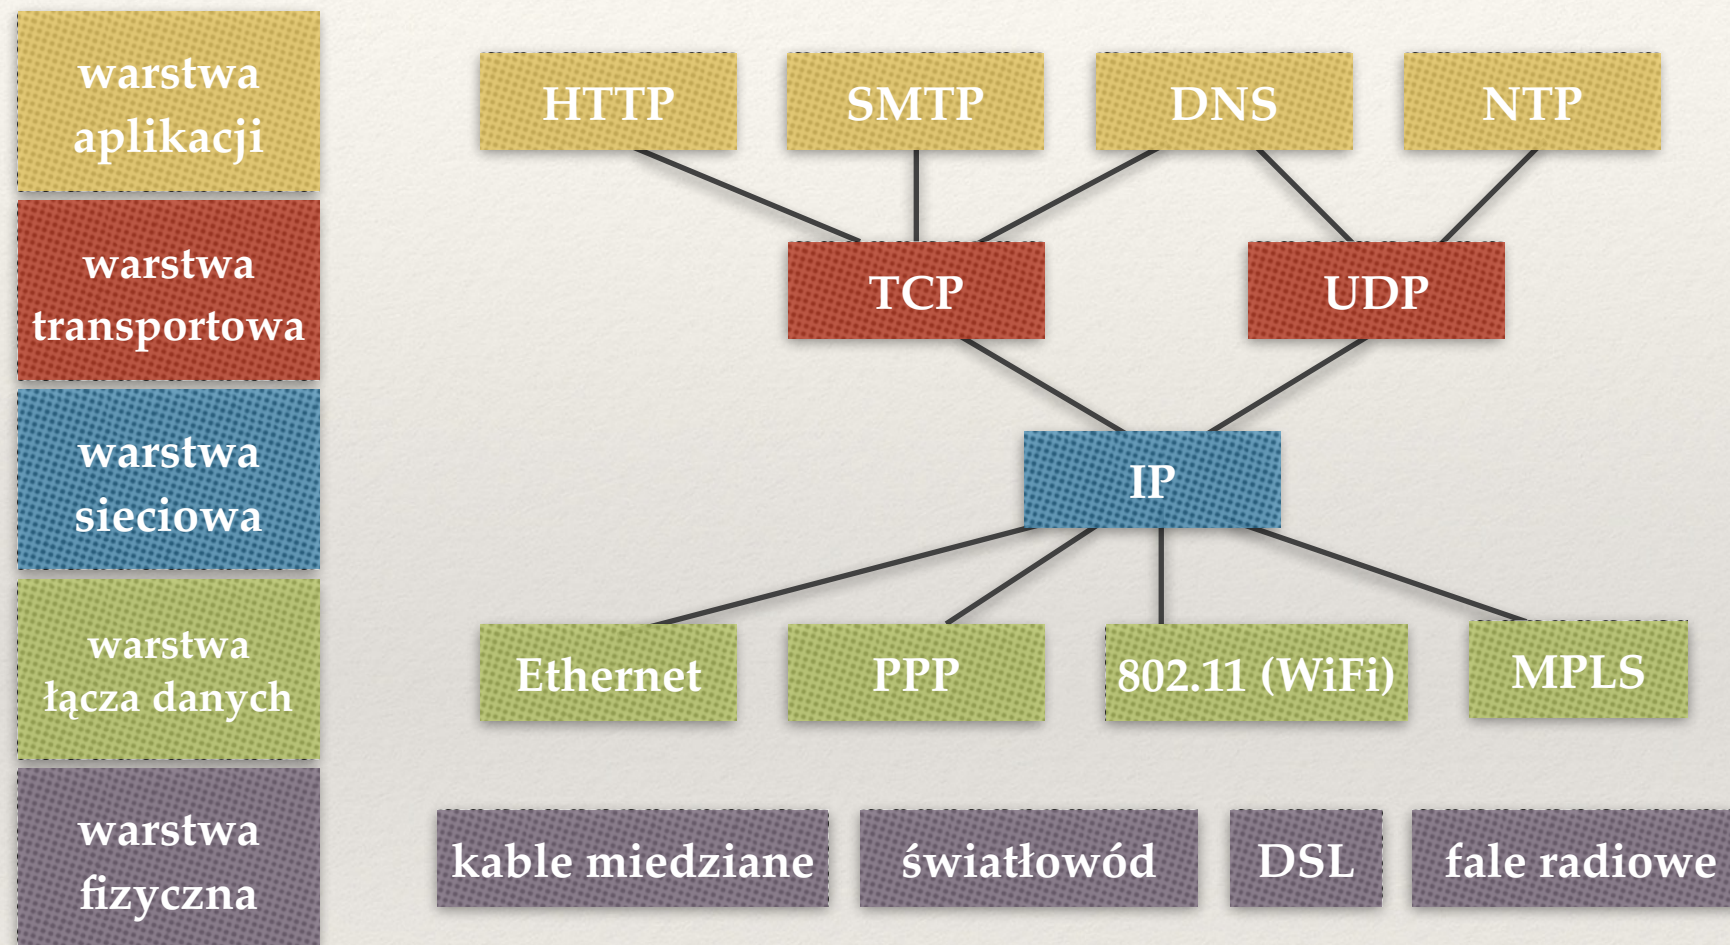 warstwa
aplikacji
HTTP
SMTP
DNS
NTP
warstwa
transportowa
TCP
UDP
warstwa
sieciowa
IP
warstwa
łącza danych
Ethernet
PPP
802.11 (WiFi)
MPLS
warstwa
fizyczna
kable miedziane
światłowód
DSL
fale radiowe